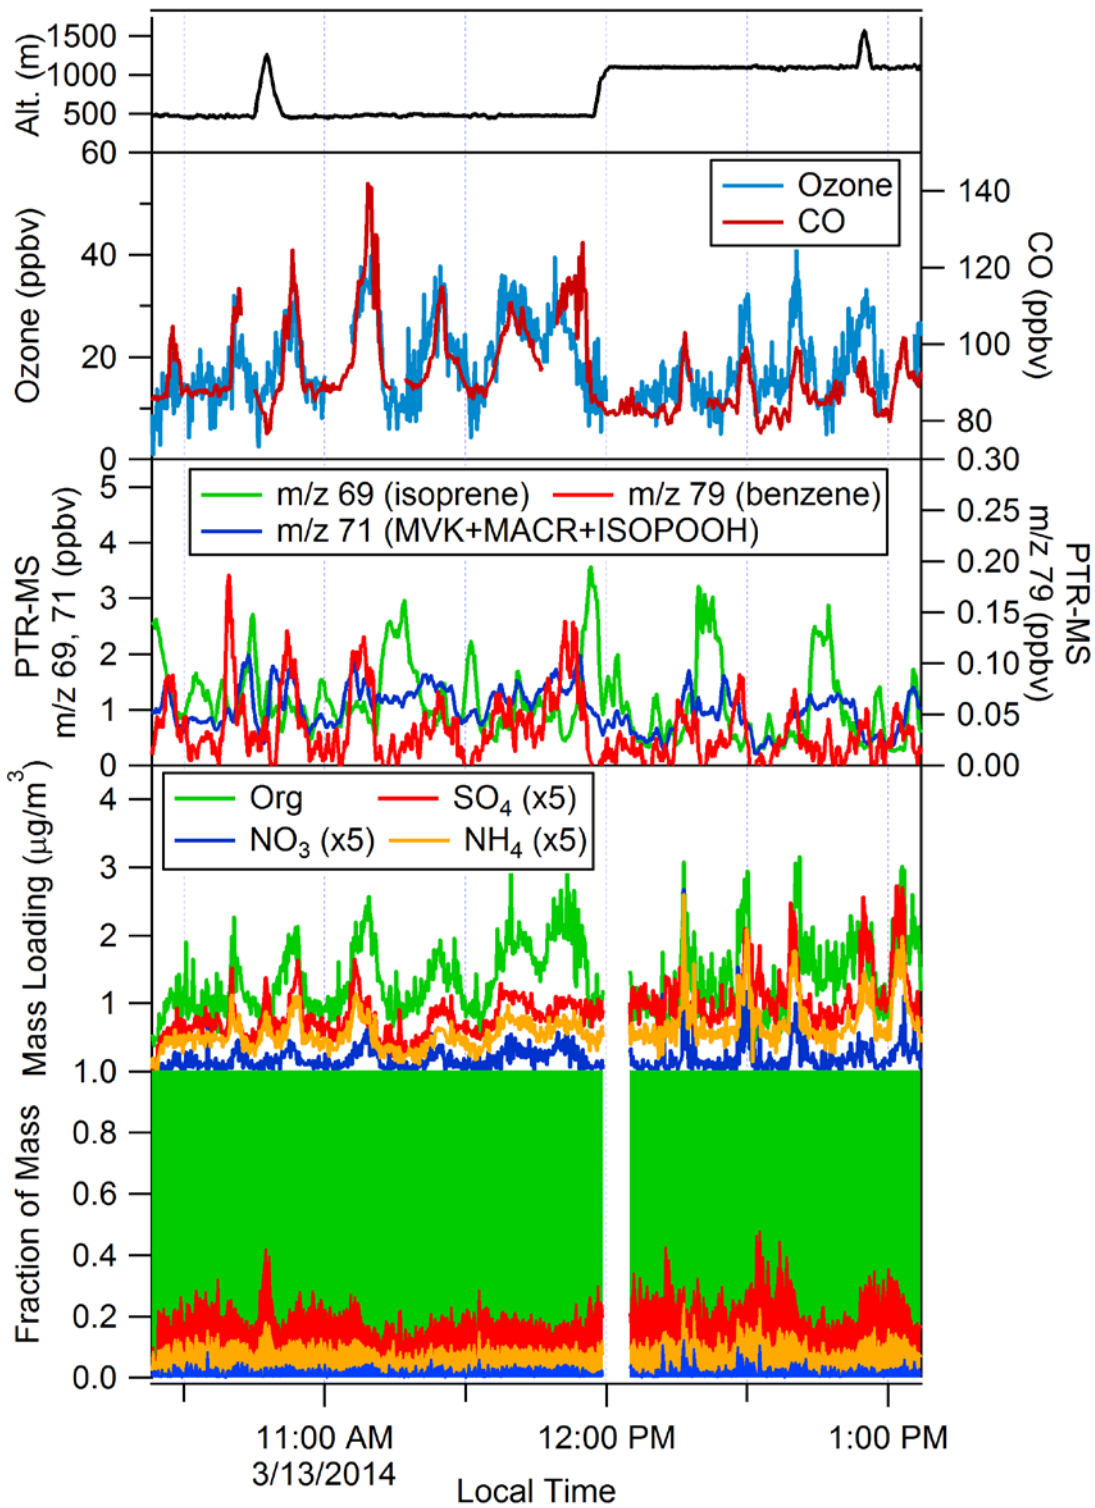 Alt. (m)
1500
1000
500
60
40
20
0
Ozone (ppbv)
Ozone
CO
140
120
100
80
CO (ppbv)
0.30
0.25
0.20
0.15
0.10
0.05
0.00
PTR-MS
m/z 79 (ppbv)
5
4
3
2
1
0
PTR-MS
m/z 69, 71 (ppbv)
m/z 69 (isoprene) m/z 79 (benzene)
m/z 71 (MVK+MACR+ISOPOOH)
Mass Loading (µg/m³)
4
3
2
1
Org SO₄ (x5)
NO₃ (x5) NH₄ (x5)
Fraction of Mass
1.0
0.8
0.6
0.4
0.2
0.0
11:00 AM 12:00 PM 1:00 PM
3/13/2014
Local Time